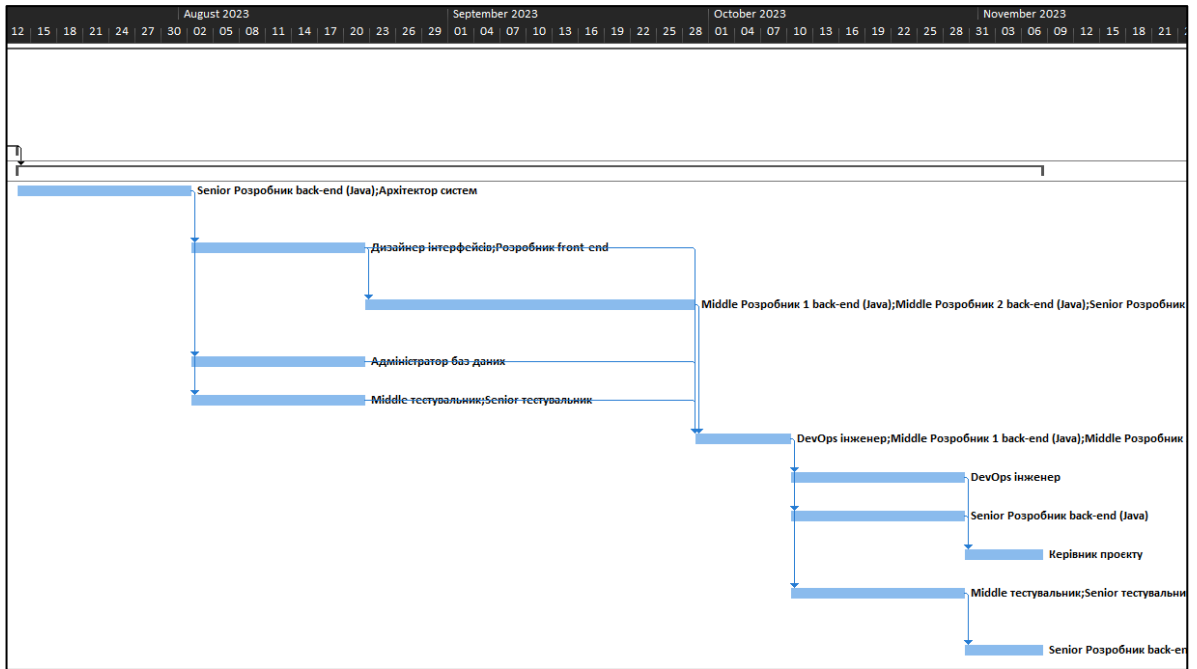 August 2023 September 2023 October 2023 November 2023
12 15 18 21 24 27 30 02 05 08 11 14 17 20 23 26 29 01 04 07 10 13 16 19 22 25 28 01 04 07 10 13 16 19 22 25 28 31 03 06 09 12 15 18 21
Senior Розробник back-end (Java);Архітектор систем
Дизайнер інтерфейсів;Розробник front-end
Middle Розробник 1 back-end (Java);Middle Розробник 2 back-end (Java);Senior Розробник
Адміністратор баз даних
Middle тестувальник;Senior тестувальник
DevOps інженер;Middle Розробник 1 back-end (Java);Middle Розробник
DevOps інженер
Senior Розробник back-end (Java)
Керівник проєкту
Middle тестувальник;Senior тестувальни
Senior Розробник back-en